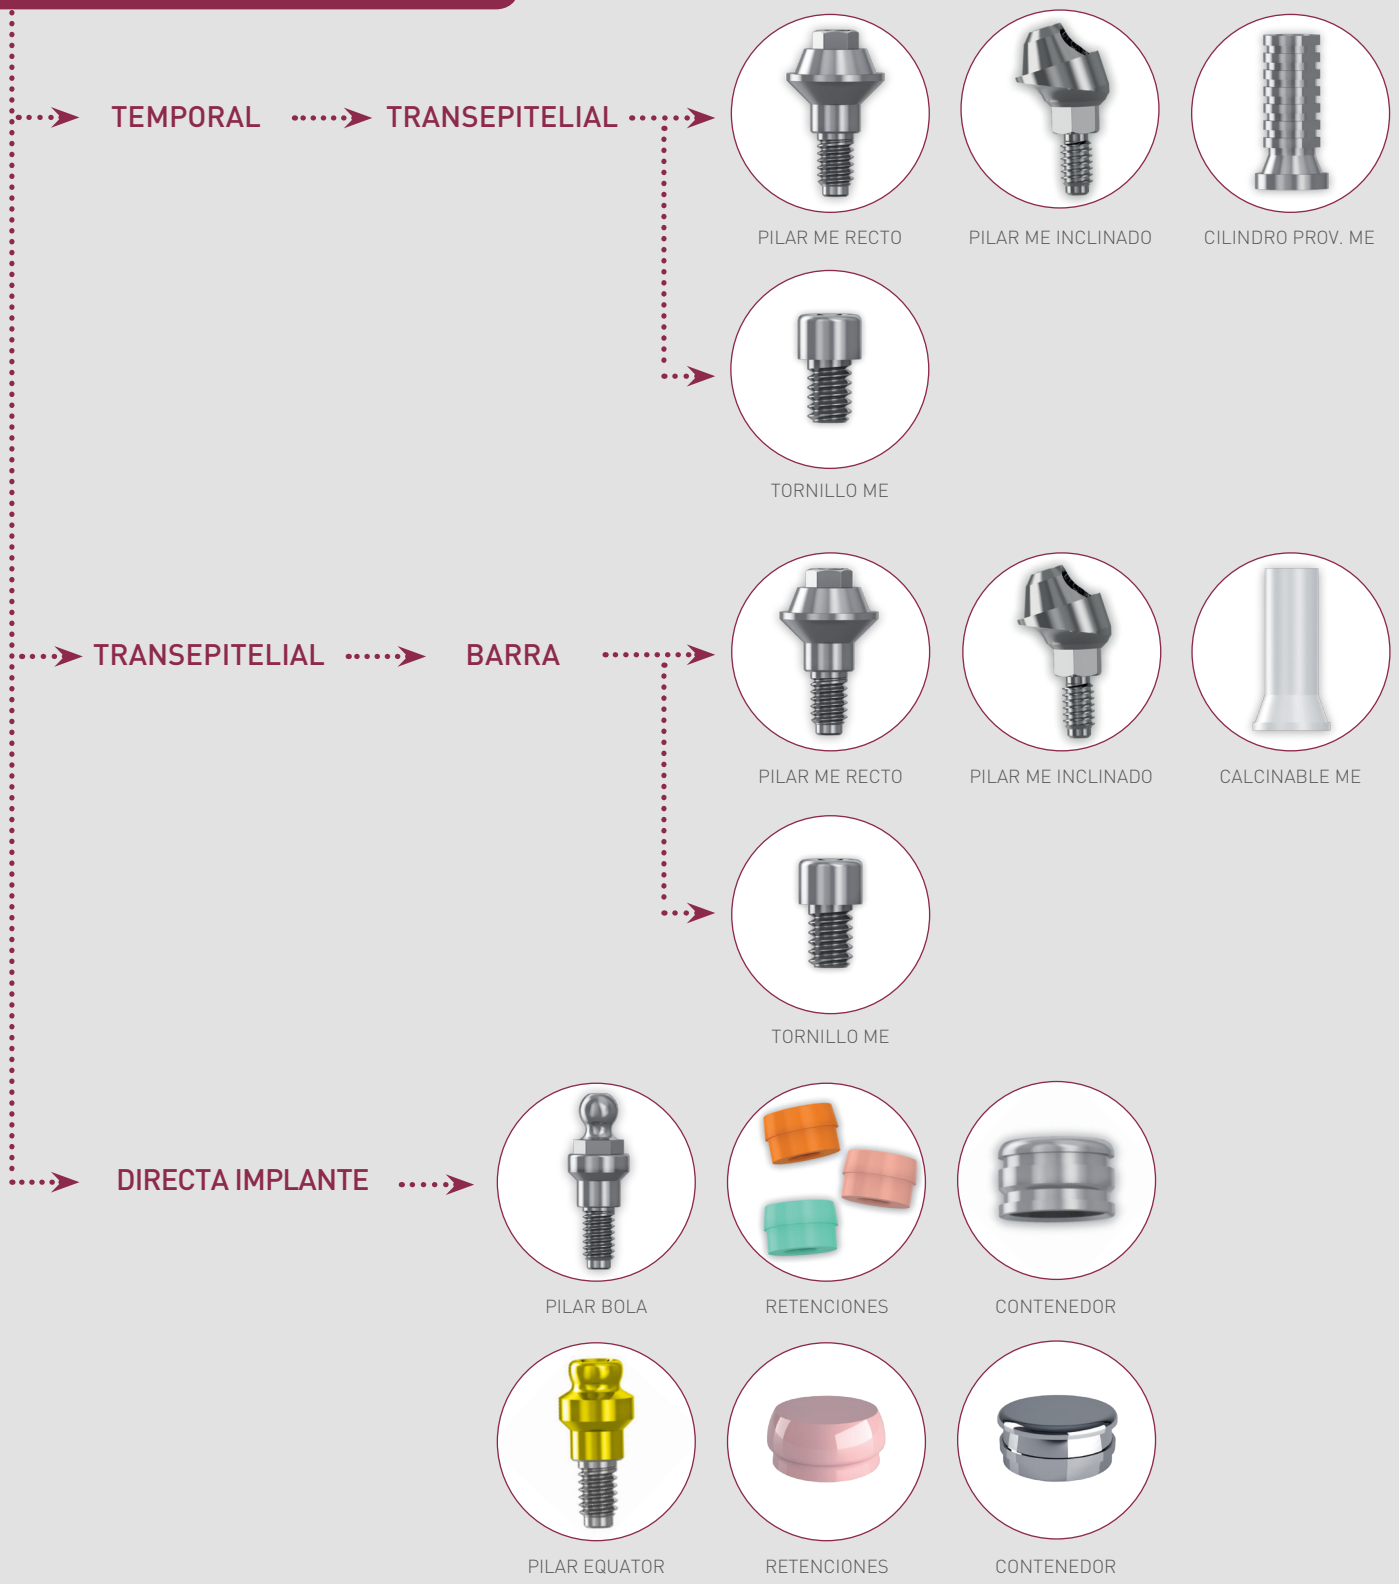 TEMPORAL
TRANSEPITELIAL
PILAR ME RECTO
PILAR ME INCLINADO
CILINDRO PROV. ME
TORNILLO ME
TRANSEPITELIAL
BARRA
PILAR ME RECTO
PILAR ME INCLINADO
CALCINABLE ME
TORNILLO ME
DIRECTA IMPLANTE
PILAR BOLA
RETENCIONES
CONTENEDOR
PILAR EQUATOR
RETENCIONES
CONTENEDOR